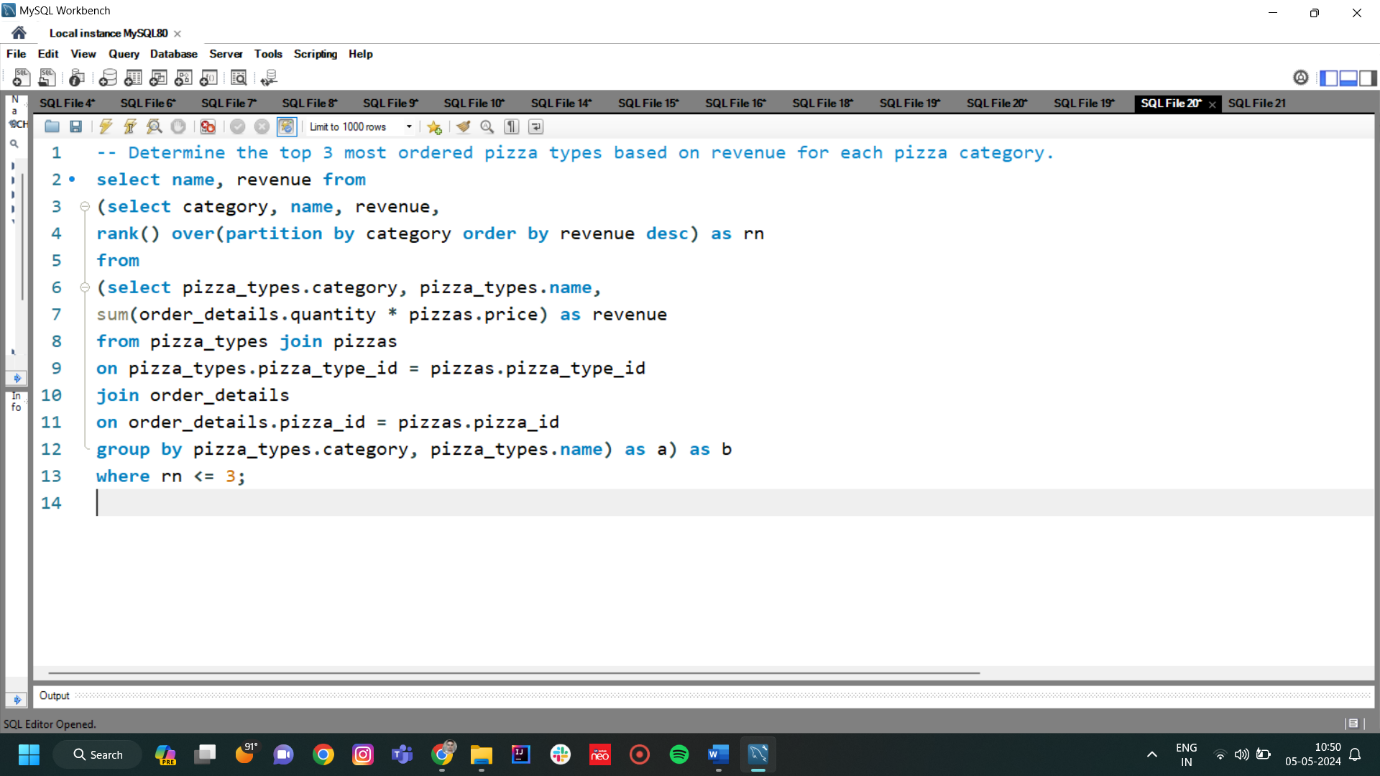 MySQL Workbench
Local instance MySQL80
File Edit View Query Database Server Tools Scripting Help
SQL File 4* SQL File 6* SQL File 7* SQL File 8* SQL File 9* SQL File 10* SQL File 14* SQL File 15* SQL File 16* SQL File 18* SQL File 19* SQL File 20* SQL File 19* SQL File 20* SQL File 21
Limit to 1000 rows
1 -- Determine the top 3 most ordered pizza types based on revenue for each pizza category.
2 select name, revenue from
3 (select category, name, revenue,
4 rank() over(partition by category order by revenue desc) as rn
5 from
6 (select pizza_types.category, pizza_types.name,
7 sum(order_details.quantity * pizzas.price) as revenue
8 from pizza_types join pizzas
9 on pizza_types.pizza_type_id = pizzas.pizza_type_id
10 join order_details
11 on order_details.pizza_id = pizzas.pizza_id
12 group by pizza_types.category, pizza_types.name) as a) as b
13 where rn <= 3;
14
N
a
SCH
In
fo
Output
SQL Editor Opened.
Search
PRE
91°
neo
ENG
IN
10:50
05-05-2024